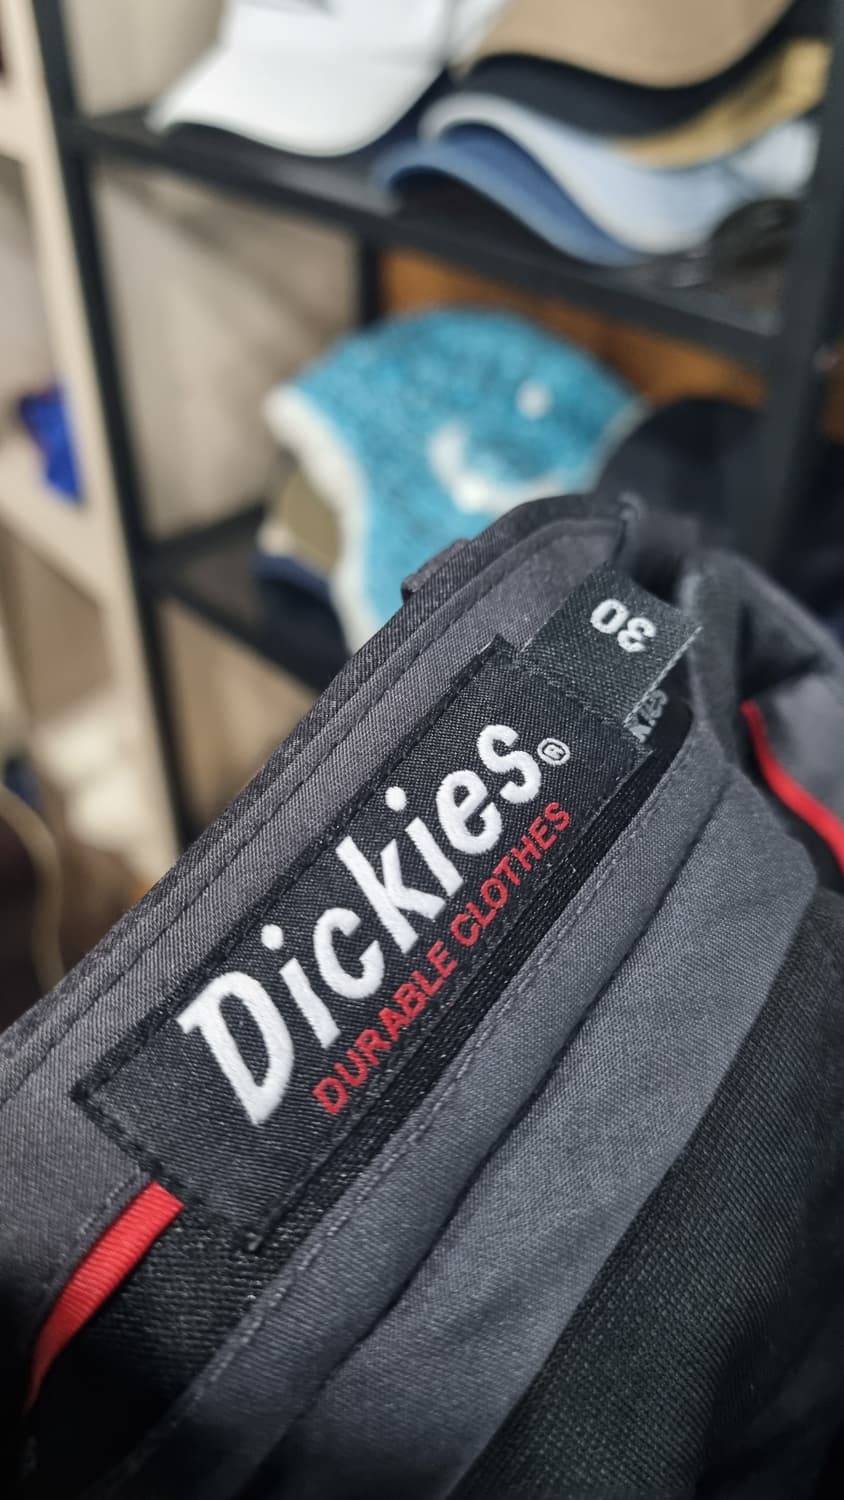 Dickies®
DURABLE CLOTHES
30